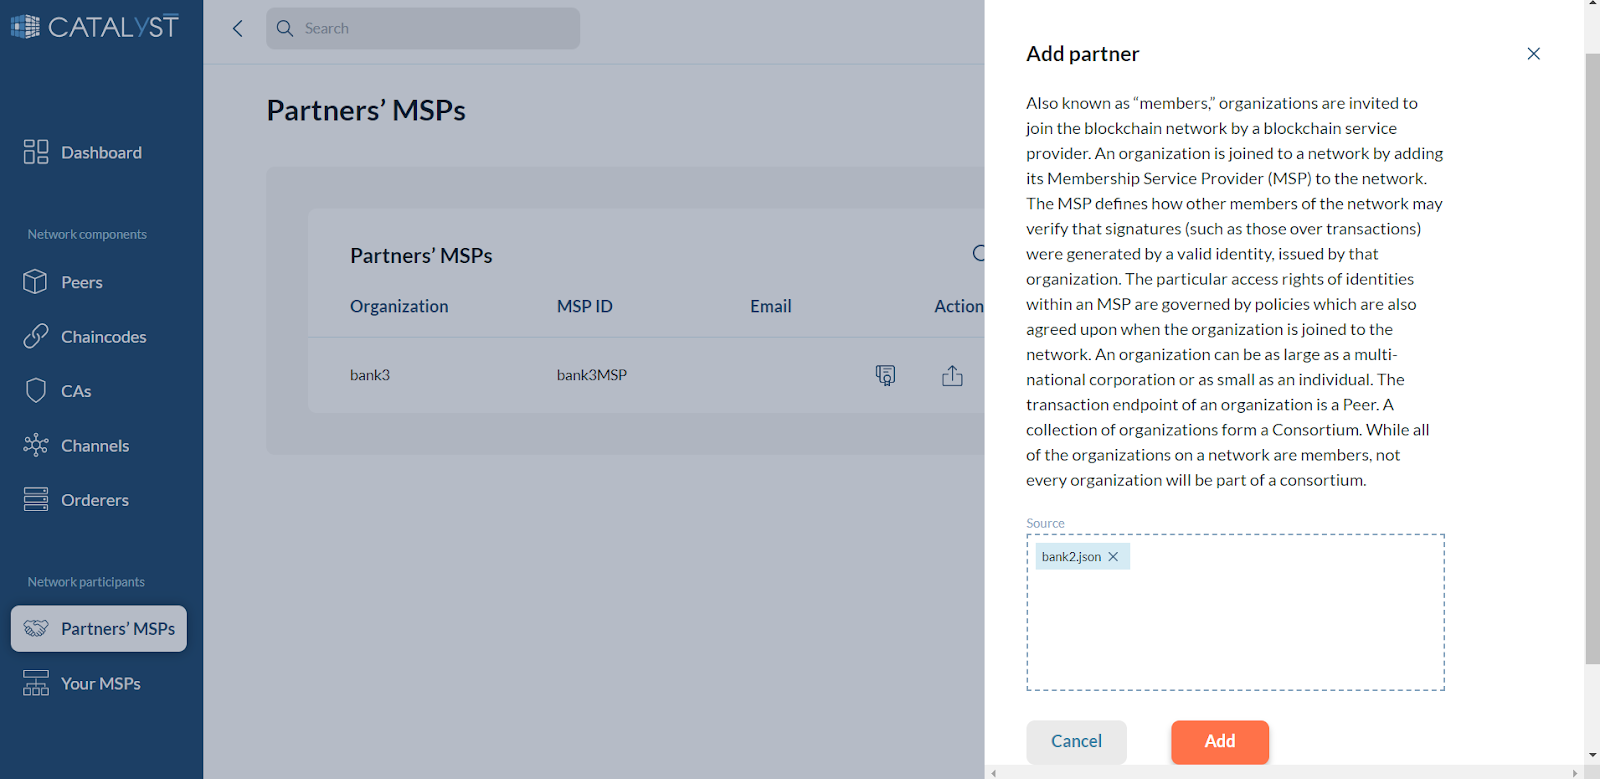 CATALYST
Search
Dashboard
Network components
Peers
Chaincodes
CAs
Channels
Orderers
Network participants
Partners’ MSPs
Your MSPs
Partners’ MSPs
Partners’ MSPs
Organization MSP ID Email Action
bank3 bank3MSP
Add partner
Also known as “members,” organizations are invited to
join the blockchain network by a blockchain service
provider. An organization is joined to a network by adding
its Membership Service Provider (MSP) to the network.
The MSP defines how other members of the network may
verify that signatures (such as those over transactions)
were generated by a valid identity, issued by that
organization. The particular access rights of identities
within an MSP are governed by policies which are also
agreed upon when the organization is joined to the
network. An organization can be as large as a multi-
national corporation or as small as an individual. The
transaction endpoint of an organization is a Peer. A
collection of organizations form a Consortium. While all
of the organizations on a network are members, not
every organization will be part of a consortium.
Source
bank2.json
Cancel Add